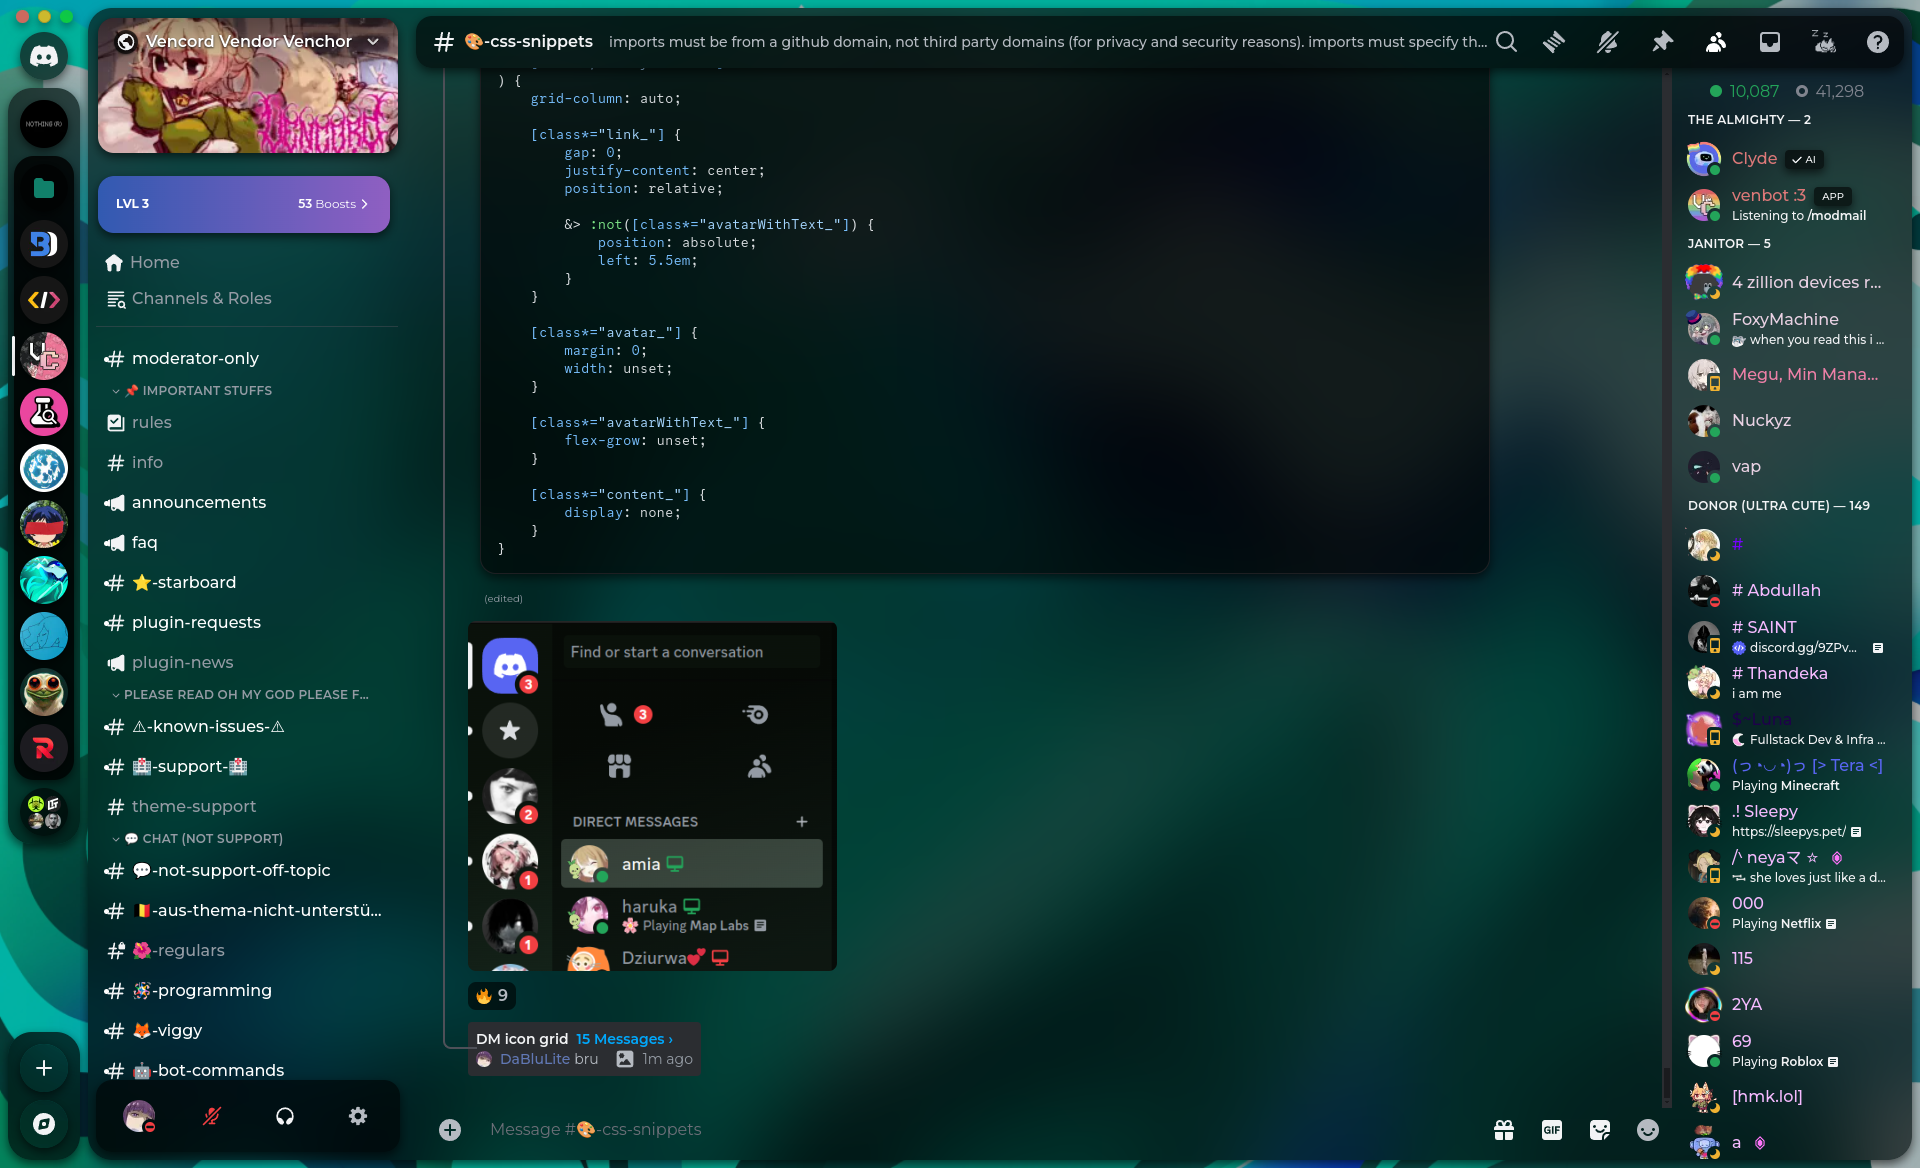 Vencord Vendor Venchor
NOTHING (R)
LVL 3
53 Boosts
Home
Channels & Roles
moderator-only
📌 IMPORTANT STUFFS
rules
info
announcements
faq
⭐-starboard
plugin-requests
plugin-news
PLEASE READ OH MY GOD PLEASE F...
⚠-known-issues-⚠
🏥-support-🏥
theme-support
💬 CHAT (NOT SUPPORT)
💬-not-support-off-topic
🇧🇪-aus-thema-nicht-unterstü...
🌺-regulars
-programming
🦊-viggy
🤖-bot-commands
# 🎨-css-snippets
imports must be from a github domain, not third party domains (for privacy and security reasons). imports must specify th...
) {
grid-column: auto;
[class*="link_"] {
gap: 0;
justify-content: center;
position: relative;
&> :not([class*="avatarWithText_"]) {
position: absolute;
left: 5.5em;
}
}
[class*="avatar_"] {
margin: 0;
width: unset;
}
[class*="avatarWithText_"] {
flex-grow: unset;
}
[class*="content_"] {
display: none;
}
}
(edited)
Find or start a conversation
3
3
2
1
1
DIRECT MESSAGES +
amia
haruka
🌸 Playing Map Labs
Dziurwa💕
🔥 9
DM icon grid 15 Messages ›
DaBluLite bru 1m ago
Message #🎨-css-snippets
GIF
10,087 41,298
THE ALMIGHTY — 2
Clyde ✓ AI
venbot :3 APP
Listening to /modmail
JANITOR — 5
4 zillion devices r...
FoxyMachine
when you read this i ...
Megu, Min Mana...
Nuckyz
vap
DONOR (ULTRA CUTE) — 149
#
# Abdullah
# SAINT
discord.gg/9ZPv...
# Thandeka
i am me
$~Luna
Fullstack Dev & Infra ...
[> Tera <]
Playing Minecraft
.! Sleepy
https://sleepys.pet/
neyaマ ☆
she loves just like a d...
000
Playing Netflix
115
2YA
69
Playing Roblox
[hmk.lol]
a